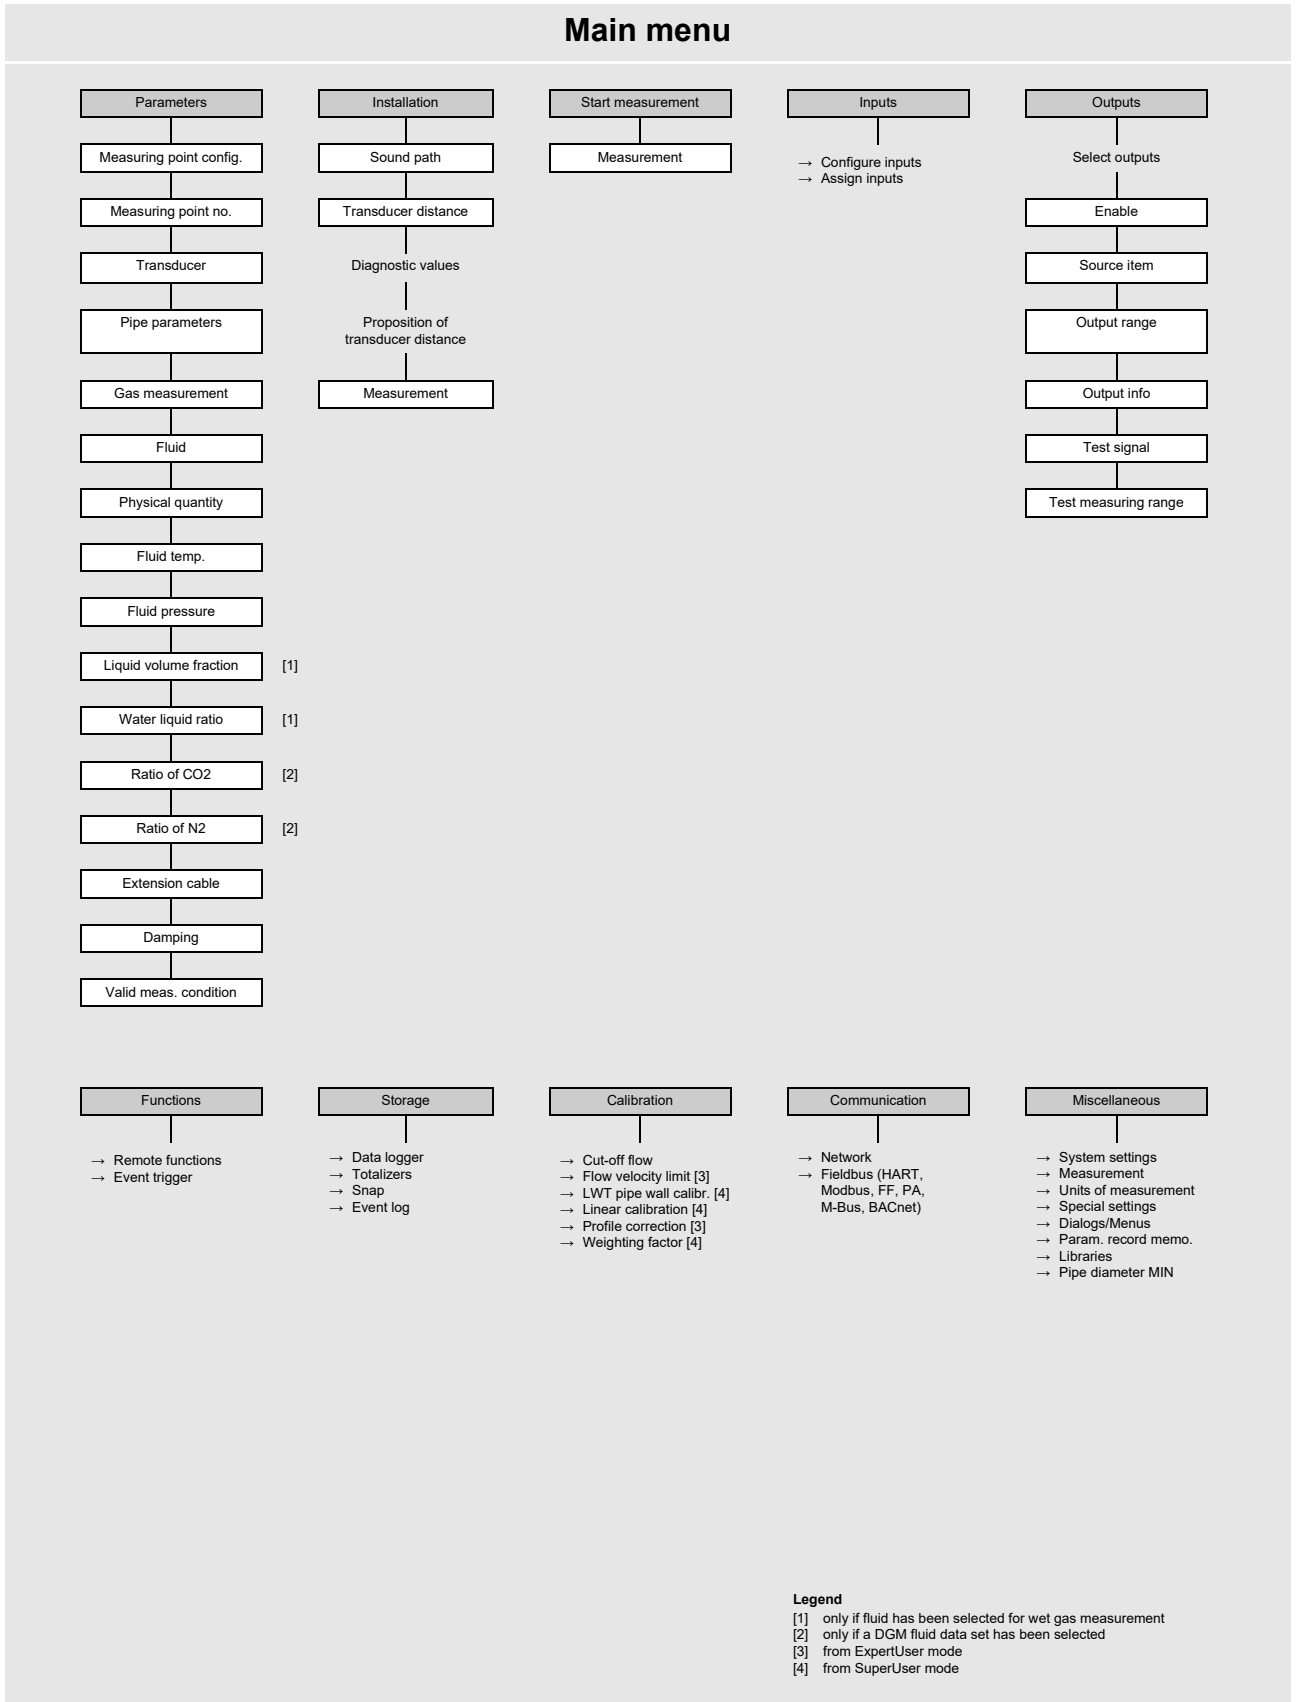 Main menu
Parameters
Measuring point config.
Measuring point no.
Transducer
Pipe parameters
Gas measurement
Fluid
Physical quantity
Fluid temp.
Fluid pressure
Liquid volume fraction [1]
Water liquid ratio [1]
Ratio of CO2 [2]
Ratio of N2 [2]
Extension cable
Damping
Valid meas. condition
Installation
Sound path
Transducer distance
Diagnostic values
Proposition of
transducer distance
Measurement
Start measurement
Measurement
Inputs
→ Configure inputs
→ Assign inputs
Outputs
Select outputs
Enable
Source item
Output range
Output info
Test signal
Test measuring range
Functions
→ Remote functions
→ Event trigger
Storage
→ Data logger
→ Totalizers
→ Snap
→ Event log
Calibration
→ Cut-off flow
→ Flow velocity limit [3]
→ LWT pipe wall calibr. [4]
→ Linear calibration [4]
→ Profile correction [3]
→ Weighting factor [4]
Communication
→ Network
→ Fieldbus (HART,
Modbus, FF, PA,
M-Bus, BACnet)
Miscellaneous
→ System settings
→ Measurement
→ Units of measurement
→ Special settings
→ Dialogs/Menus
→ Param. record memo.
→ Libraries
→ Pipe diameter MIN
Legend
[1] only if fluid has been selected for wet gas measurement
[2] only if a DGM fluid data set has been selected
[3] from ExpertUser mode
[4] from SuperUser mode